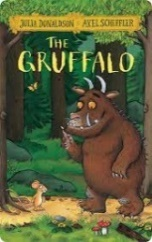 JULIA DONALDSON · AXEL SCHEFFLER
THE
GRUFFALO